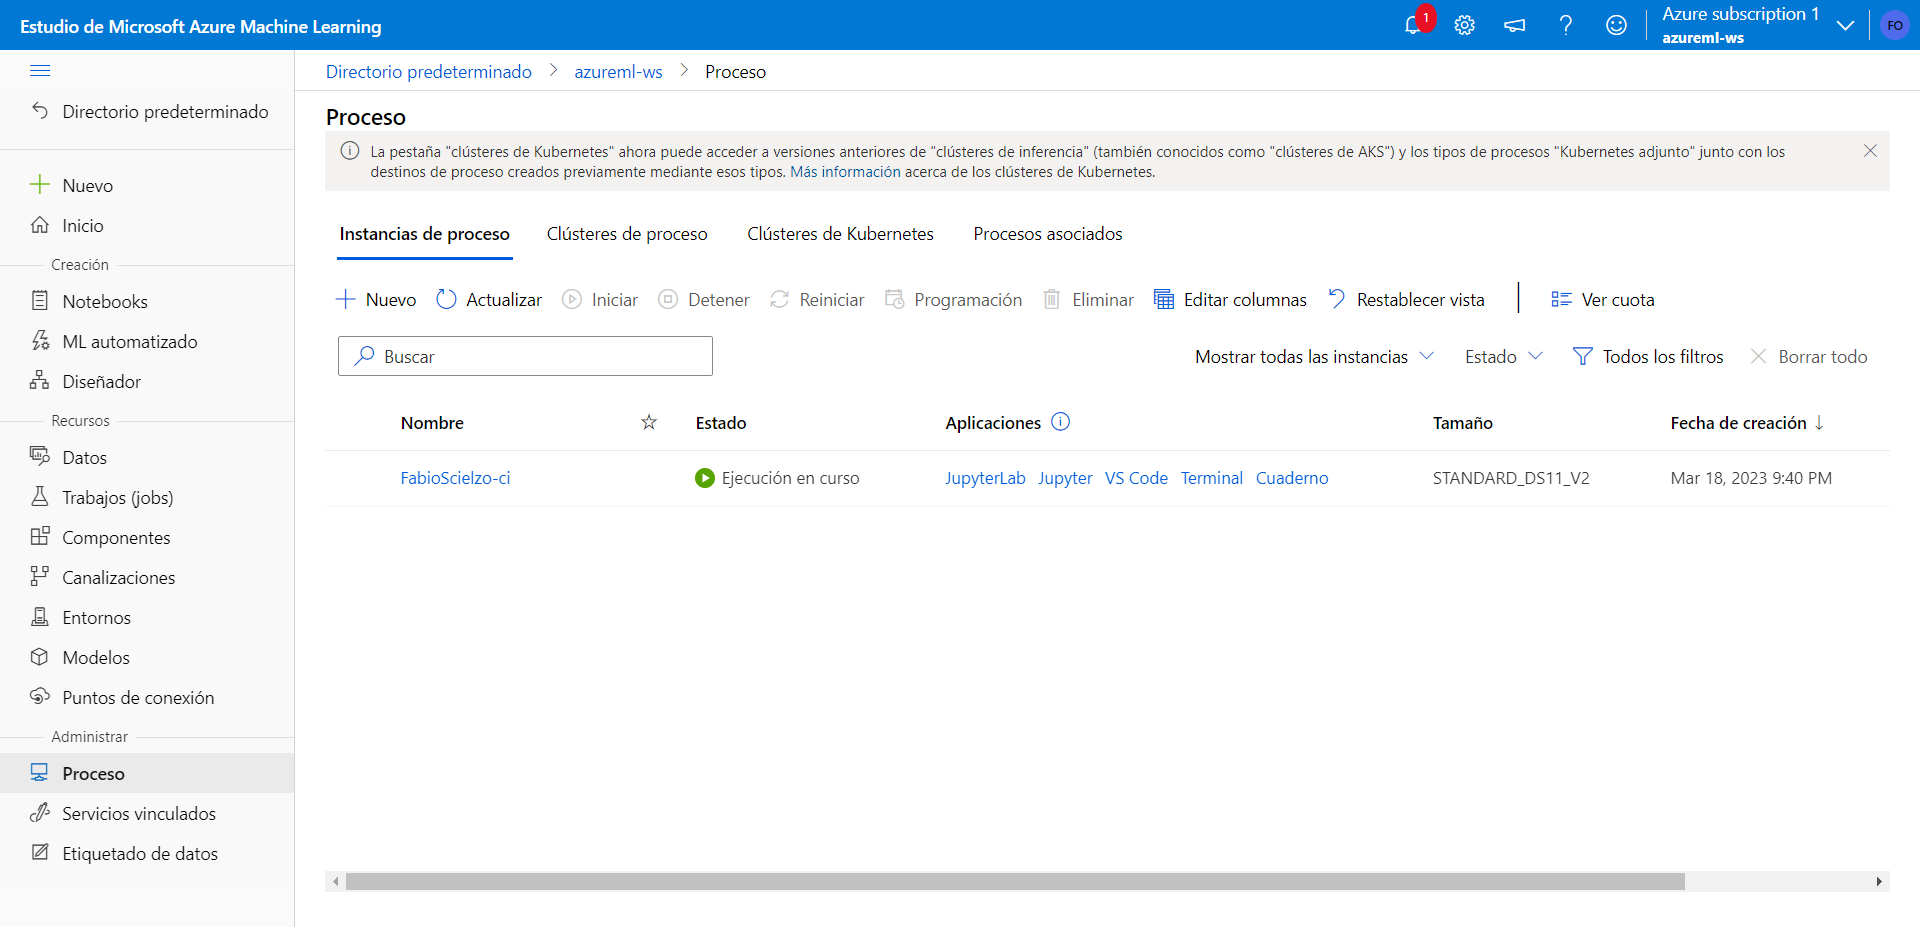 Estudio de Microsoft Azure Machine Learning
1
Azure subscription 1
azureml-ws
FO
Directorio predeterminado
Nuevo
Inicio
Creación
Notebooks
ML automatizado
Diseñador
Recursos
Datos
Trabajos (jobs)
Componentes
Canalizaciones
Entornos
Modelos
Puntos de conexión
Administrar
Proceso
Servicios vinculados
Etiquetado de datos
Directorio predeterminado > azureml-ws > Proceso
Proceso
La pestaña "clústeres de Kubernetes" ahora puede acceder a versiones anteriores de "clústeres de inferencia" (también conocidos como "clústeres de AKS") y los tipos de procesos "Kubernetes adjunto" junto con los
destinos de proceso creados previamente mediante esos tipos. Más información acerca de los clústeres de Kubernetes.
Instancias de proceso Clústeres de proceso Clústeres de Kubernetes Procesos asociados
Nuevo Actualizar Iniciar Detener Reiniciar Programación Eliminar Editar columnas Restablecer vista Ver cuota
Buscar Mostrar todas las instancias Estado Todos los filtros Borrar todo
Nombre Estado Aplicaciones Tamaño Fecha de creación ↓
FabioScielzo-ci Ejecución en curso JupyterLab Jupyter VS Code Terminal Cuaderno STANDARD_DS11_V2 Mar 18, 2023 9:40 PM